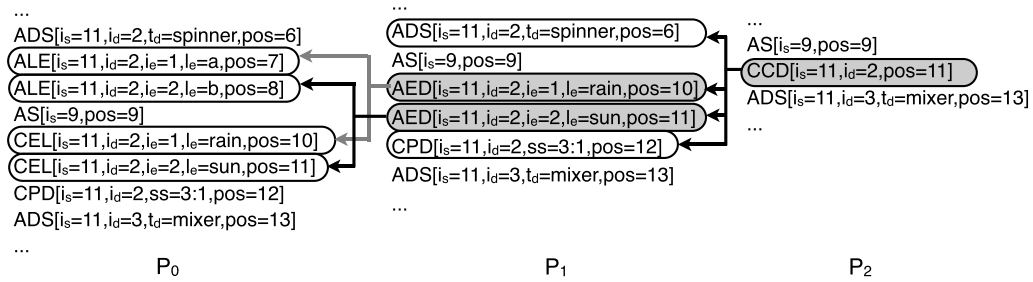 ...
ADS[is=11,id=2,td=spinner,pos=6]
ALE[is=11,id=2,ie=1,le=a,pos=7]
ALE[is=11,id=2,ie=2,le=b,pos=8]
AS[is=9,pos=9]
CEL[is=11,id=2,ie=1,le=rain,pos=10]
CEL[is=11,id=2,ie=2,le=sun,pos=11]
CPD[is=11,id=2,ss=3:1,pos=12]
ADS[is=11,id=3,td=mixer,pos=13]
...
P0
ADS[is=11,id=2,td=spinner,pos=6]
AS[is=9,pos=9]
AED[is=11,id=2,ie=1,le=rain,pos=10]
AED[is=11,id=2,ie=2,le=sun,pos=11]
CPD[is=11,id=2,ss=3:1,pos=12]
ADS[is=11,id=3,td=mixer,pos=13]
...
P1
...
AS[is=9,pos=9]
CCD[is=11,id=2,pos=11]
ADS[is=11,id=3,td=mixer,pos=13]
...
P2